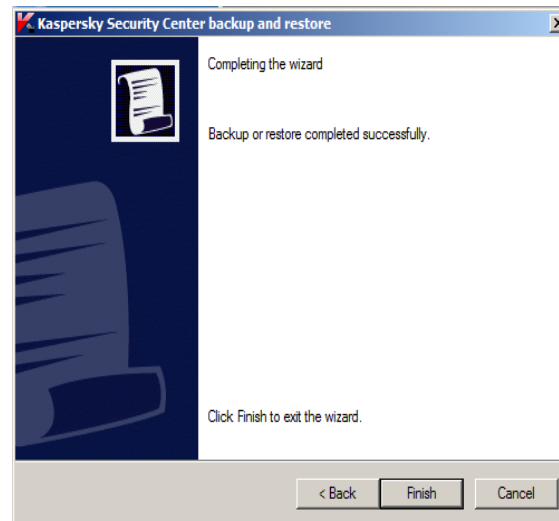 Kaspersky Security Center backup and restore
Completing the wizard
Backup or restore completed successfully.
Click Finish to exit the wizard.
< Back Finish Cancel